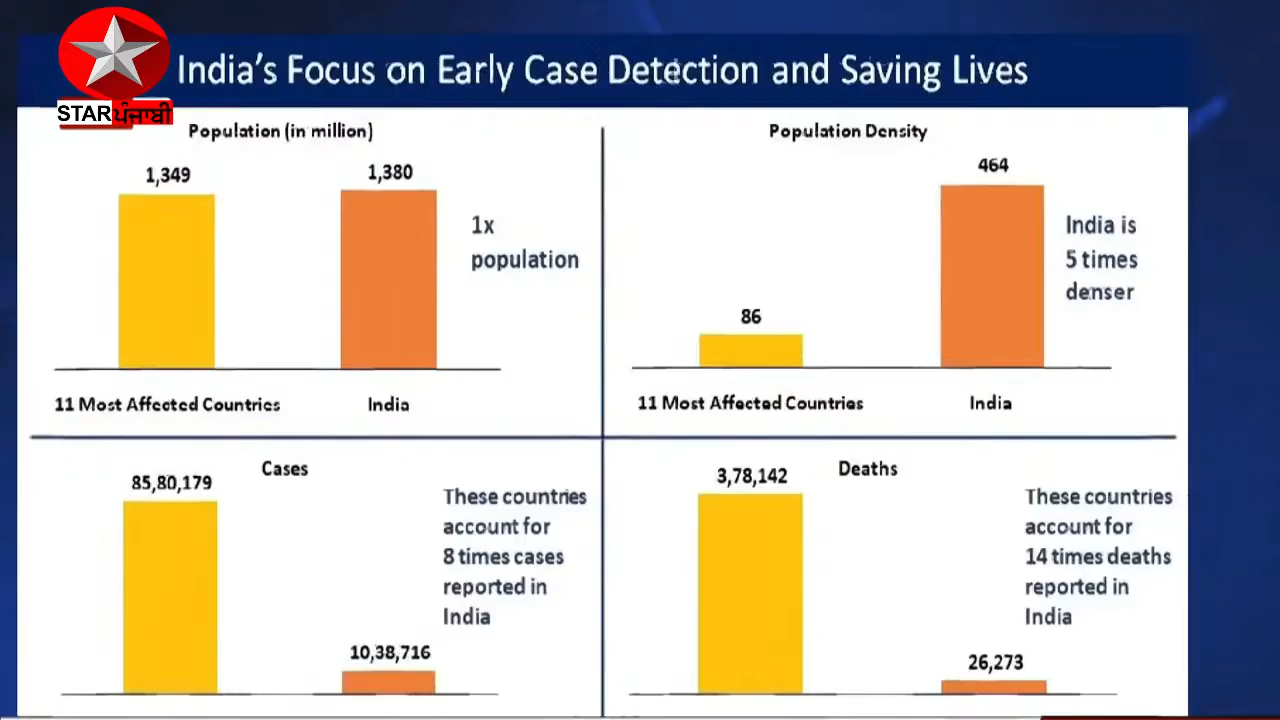 India's Focus on Early Case Detection and Saving Lives
STAR ਪੰਜਾਬੀ
Population (in million)
1,349
1,380
1x
population
11 Most Affected Countries
India
Population Density
86
464
India is
5 times
denser
11 Most Affected Countries
India
Cases
85,80,179
10,38,716
These countries
account for
8 times cases
reported in
India
Deaths
3,78,142
26,273
These countries
account for
14 times deaths
reported in
India